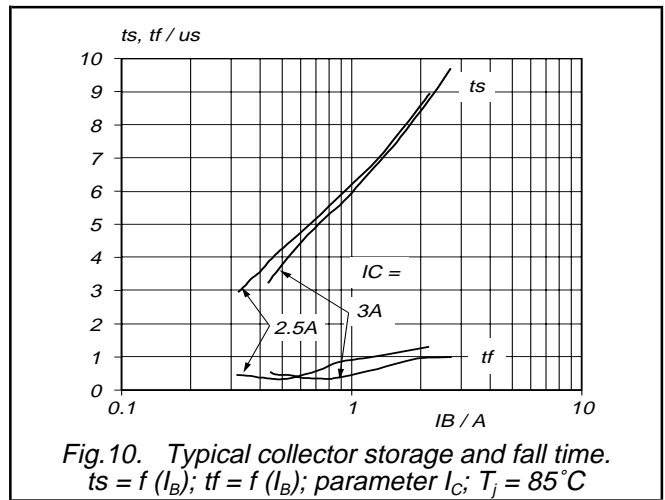 ts, tf / us
10
9
8
7
6
5
4
3
2
1
0
ts
IC =
3A
2.5A
tf
0.1
1
10
IB / A
Fig.10. Typical collector storage and fall time.
ts = f (IB); tf = f (IB); parameter IC; Tj = 85˚C